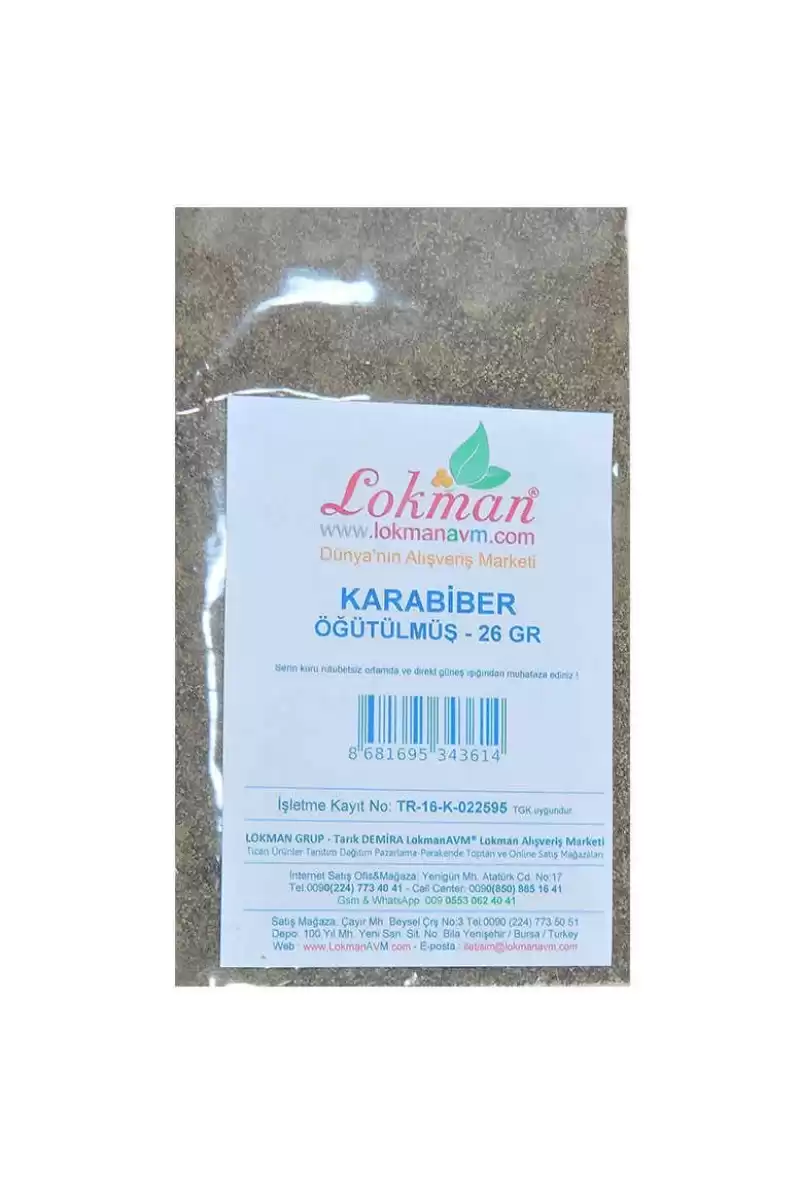 Lokman®
www.lokmanavm.com
Dünya'nın Alışveriş Marketi
KARABİBER
ÖĞÜTÜLMÜŞ - 26 GR
Serin kuru rutubetsiz ortamda ve direkt güneş ışığından muhafaza ediniz !
8 681695 343614
İşletme Kayıt No: TR-16-K-022595 TGK uygundur
LOKMAN GRUP - Tarık DEMİRA LokmanAVM® Lokman Alışveriş Marketi
Ticari Ürünler Tanıtım Dağıtım Pazarlama-Perakende Toptan ve Online Satış Mağazaları
İnternet Satış Ofis&Mağaza: Yenigün Mh. Atatürk Cd. No:17
Tel:0090(224) 773 40 41 - Call Center: 0090(850) 885 16 41
Gsm & WhatsApp: 009 0553 062 40 41
Satış Mağaza: Çayır Mh. Beysel Çrş No:3 Tel:0090 (224) 773 50 51
Depo: 100.Yıl Mh. Yeni San. Sit. No: Bila Yenişehir / Bursa / Turkey
Web : www.LokmanAVM.com - E-posta : iletisim@lokmanavm.com